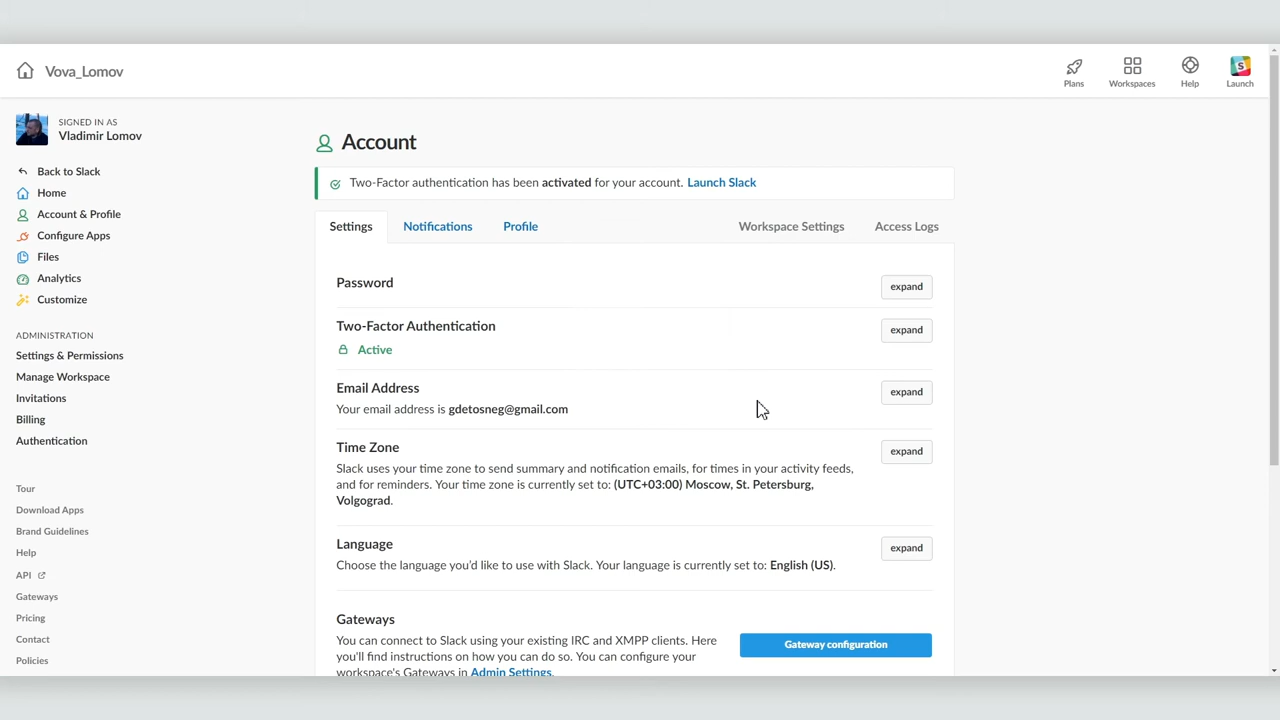 Vova_Lomov
Plans
Workspaces
Help
Launch
SIGNED IN AS
Vladimir Lomov
Back to Slack
Home
Account & Profile
Configure Apps
Files
Analytics
Customize
ADMINISTRATION
Settings & Permissions
Manage Workspace
Invitations
Billing
Authentication
Tour
Download Apps
Brand Guidelines
Help
API
Gateways
Pricing
Contact
Policies
Account
Two-Factor authentication has been activated for your account. Launch Slack
Settings
Notifications
Profile
Workspace Settings
Access Logs
Password
expand
Two-Factor Authentication
expand
Active
Email Address
expand
Your email address is gdetosneg@gmail.com
Time Zone
expand
Slack uses your time zone to send summary and notification emails, for times in your activity feeds,
and for reminders. Your time zone is currently set to: (UTC+03:00) Moscow, St. Petersburg,
Volgograd.
Language
expand
Choose the language you'd like to use with Slack. Your language is currently set to: English (US).
Gateways
You can connect to Slack using your existing IRC and XMPP clients. Here
you'll find instructions on how you can do so. You can configure your
workspace's Gateways in Admin Settings.
Gateway configuration